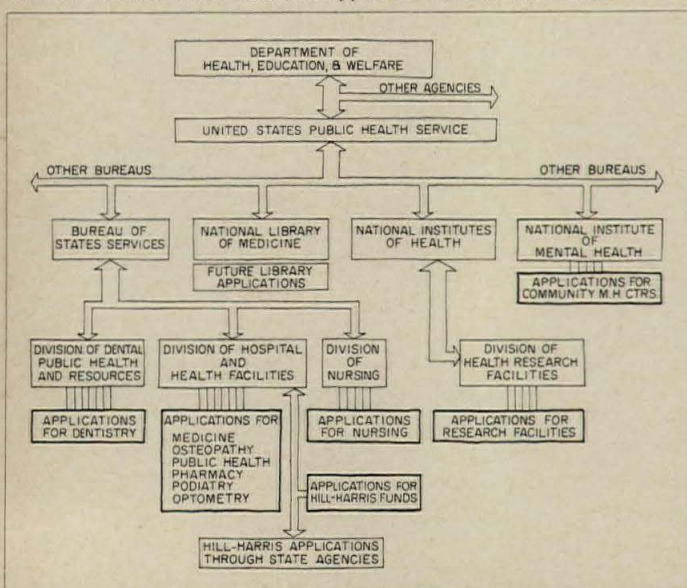 DEPARTMENT OF
HEALTH, EDUCATION, & WELFARE
OTHER AGENCIES
UNITED STATES PUBLIC HEALTH SERVICE
OTHER BUREAUS
OTHER BUREAUS
BUREAU OF
STATES SERVICES
NATIONAL LIBRARY
OF MEDICINE
NATIONAL INSTITUTES
OF HEALTH
NATIONAL INSTITUTE
OF
MENTAL HEALTH
FUTURE LIBRARY
APPLICATIONS
APPLICATIONS FOR
COMMUNITY M.H CTRS
DIVISION OF DENTAL
PUBLIC HEALTH
AND RESOURCES
DIVISION OF HOSPITAL
AND
HEALTH FACILITIES
DIVISION
OF
NURSING
DIVISION OF
HEALTH RESEARCH
FACILITIES
APPLICATIONS
FOR DENTISTRY
APPLICATIONS FOR
MEDICINE
OSTEOPATHY
PUBLIC HEALTH
PHARMACY
PODIATRY
OPTOMETRY
APPLICATIONS
FOR NURSING
APPLICATIONS FOR
RESEARCH FACILITIES
APPLICATIONS FOR
HILL-HARRIS FUNDS
HILL-HARRIS APPLICATIONS
THROUGH STATE AGENCIES